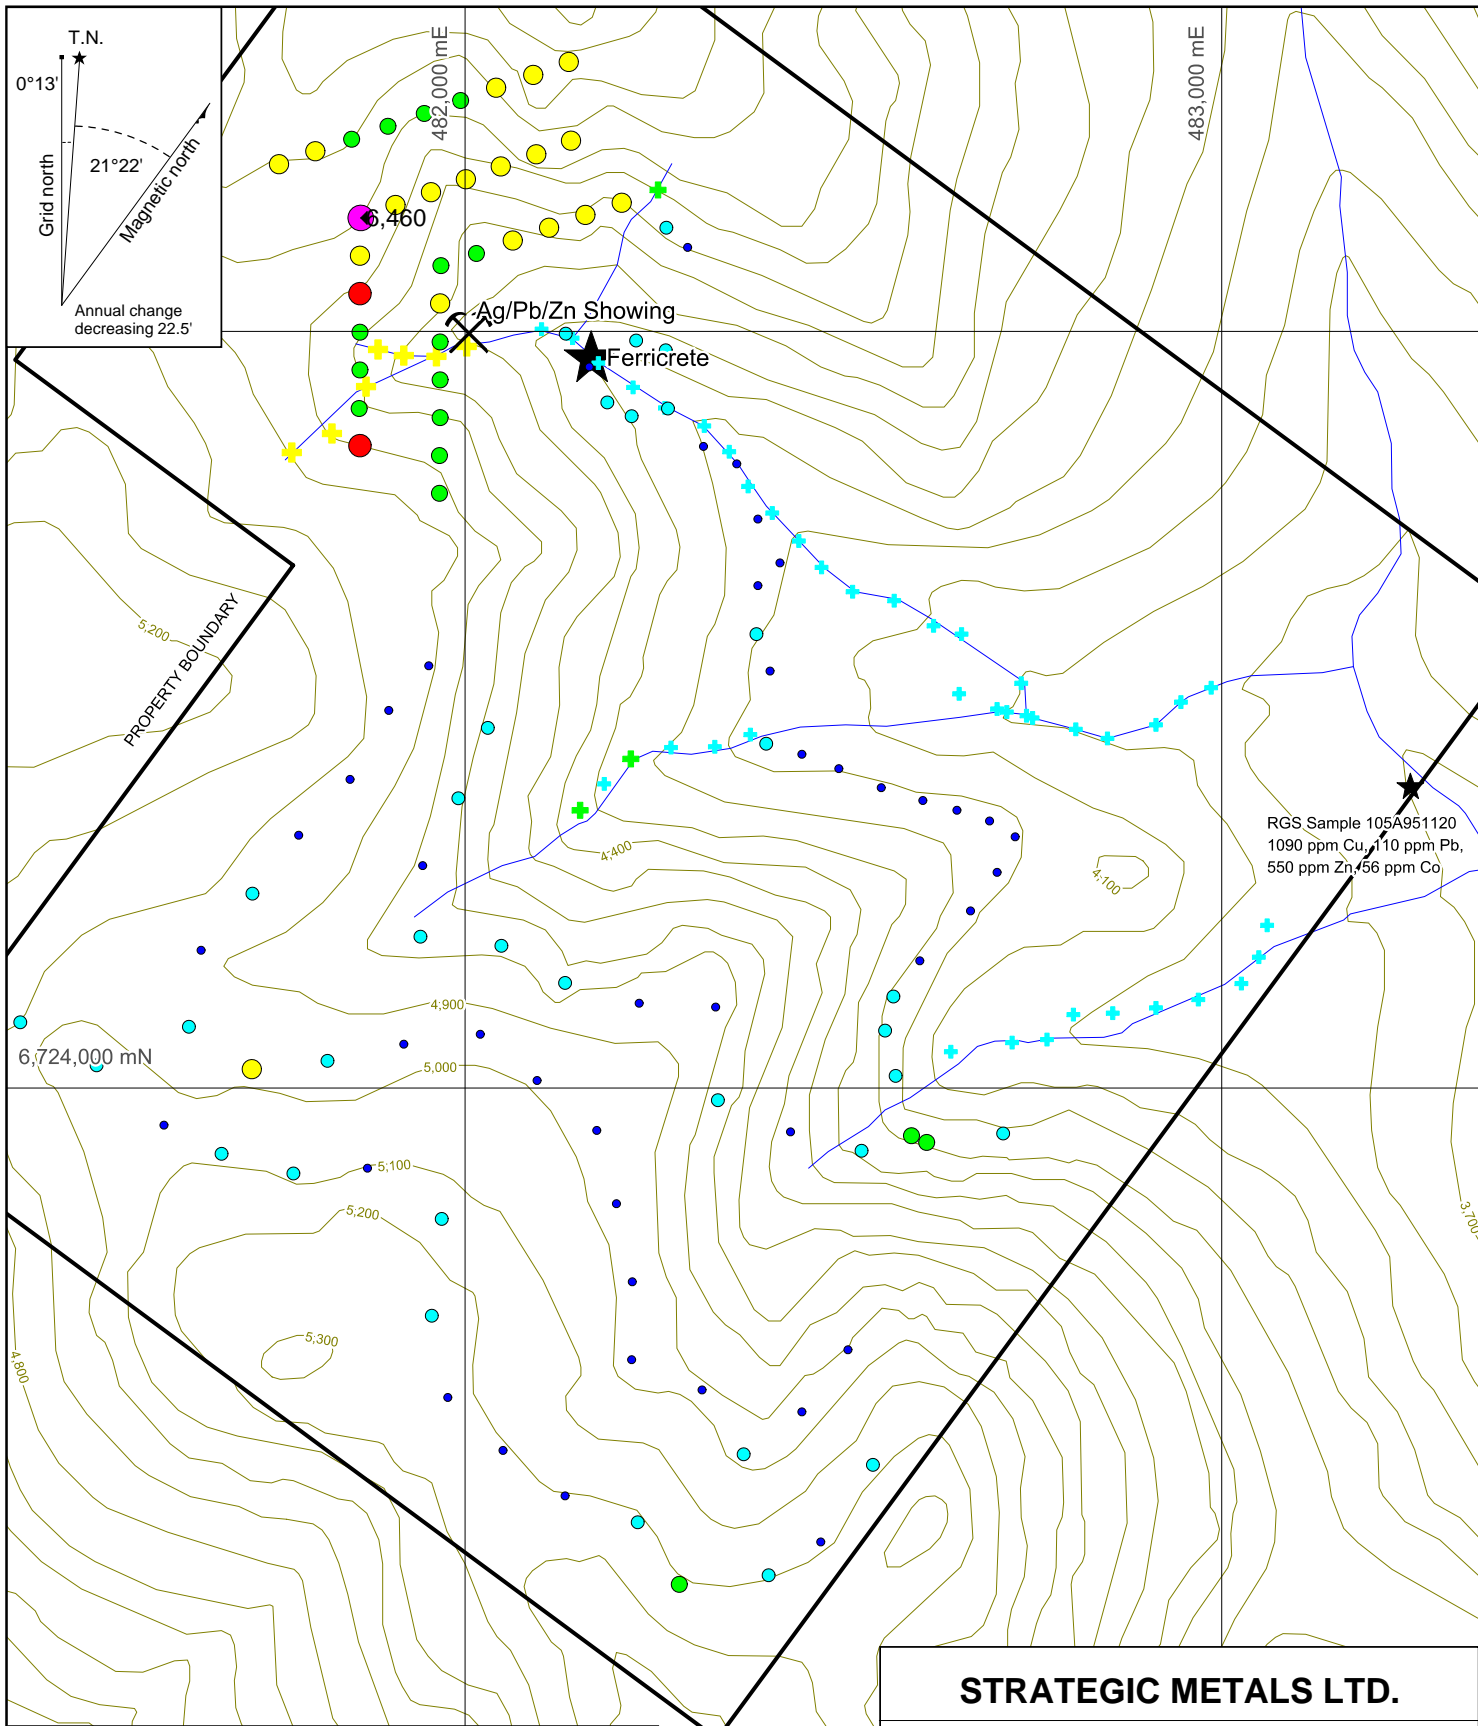 T.N.
0°13'
21°22'
Grid north
Magnetic north
Annual change
decreasing 22.5'
482,000 mE
483,000 mE
6,460
Ag/Pb/Zn Showing
Ferricrete
5,200
PROPERTY BOUNDARY
RGS Sample 105A951120
1090 ppm Cu, 110 ppm Pb,
550 ppm Zn, 56 ppm Co
4,400
4,100
4,900
6,724,000 mN
5,000
5,100
5,200
3,700
5,300
4,800
STRATEGIC METALS LTD.